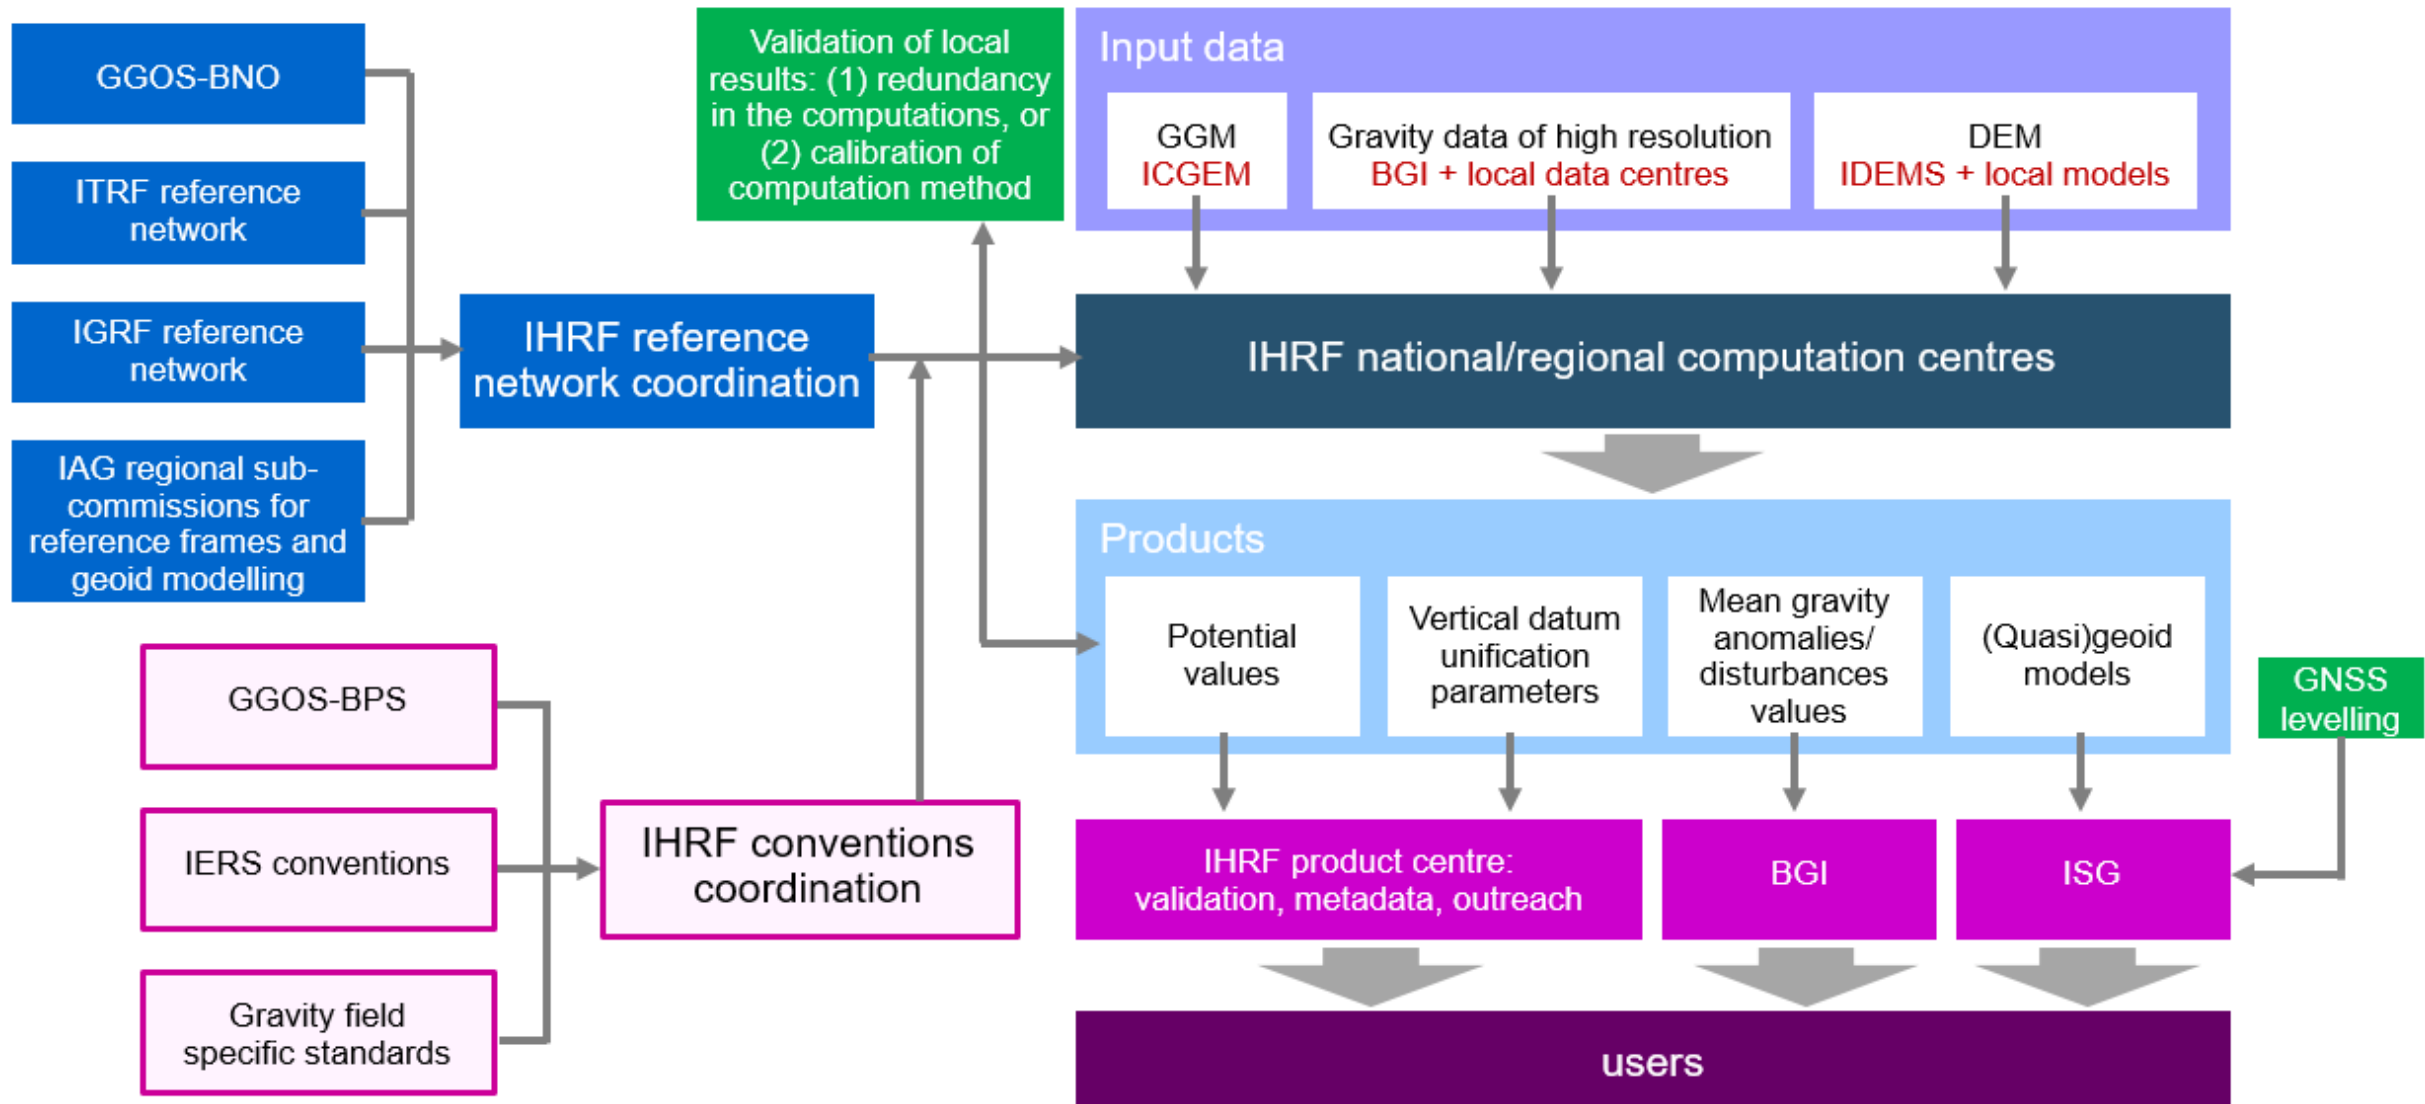 GGOS-BNO
ITRF reference
network
IGRF reference
network
IAG regional sub-
commissions for
reference frames and
geoid modelling
IHRF reference
network coordination
GGOS-BPS
IERS conventions
Gravity field
specific standards
IHRF conventions
coordination
Validation of local
results: (1) redundancy
in the computations, or
(2) calibration of
computation method
Input data
GGM
ICGEM
Gravity data of high resolution
BGI + local data centres
DEM
IDEMS + local models
IHRF national/regional computation centres
Products
Potential
values
Vertical datum
unification
parameters
Mean gravity
anomalies/
disturbances
values
(Quasi)geoid
models
GNSS
levelling
IHRF product centre:
validation, metadata, outreach
BGI
ISG
users